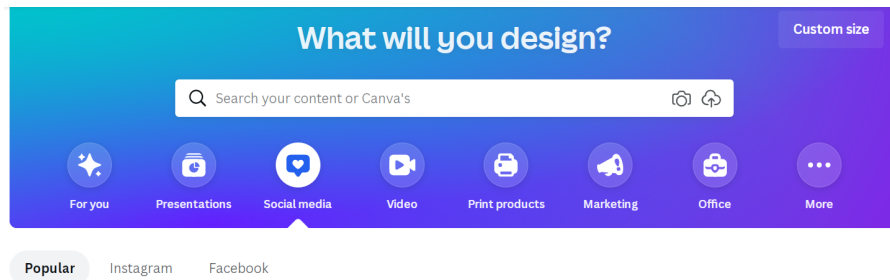 What will you design?
Custom size
Search your content or Canva's
For you
Presentations
Social media
Video
Print products
Marketing
Office
More
Popular
Instagram
Facebook